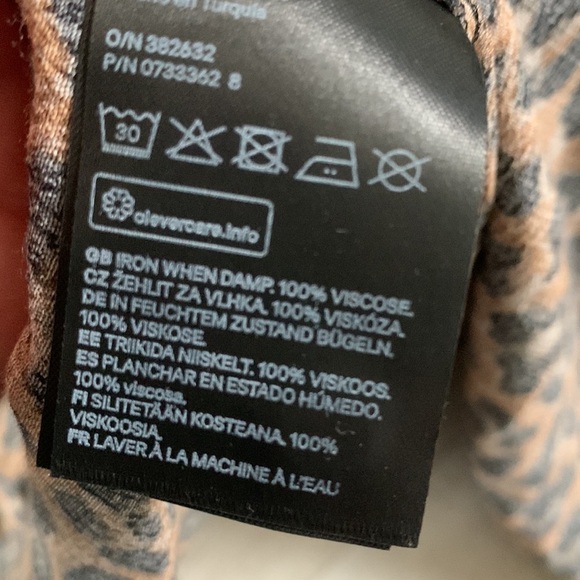 en Turquia
O/N 382632
P/N 0733362 8
30
clevercare.info
GB IRON WHEN DAMP. 100% VISCOSE.
CZ ŽEHLIT ZA VLHKA. 100% VISKÓZA.
DE IN FEUCHTEM ZUSTAND BÜGELN.
100% VISKOSE.
EE TRIIKIDA NIISKELT. 100% VISKOOS.
ES PLANCHAR EN ESTADO HÚMEDO.
100% viscosa.
FI SILITETÄÄN KOSTEANA. 100%
VISKOOSIA.
FR LAVER À LA MACHINE À L'EAU